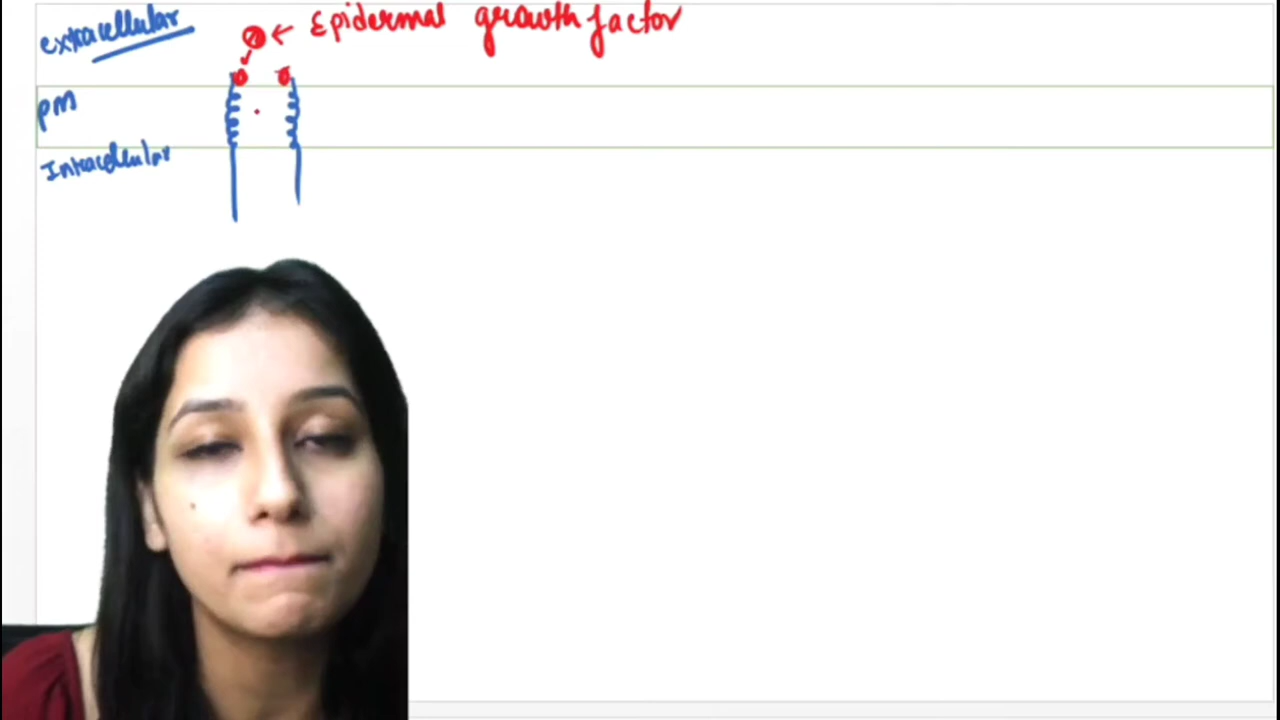 extracellular
← Epidermal growth factor
PM
Intracellular